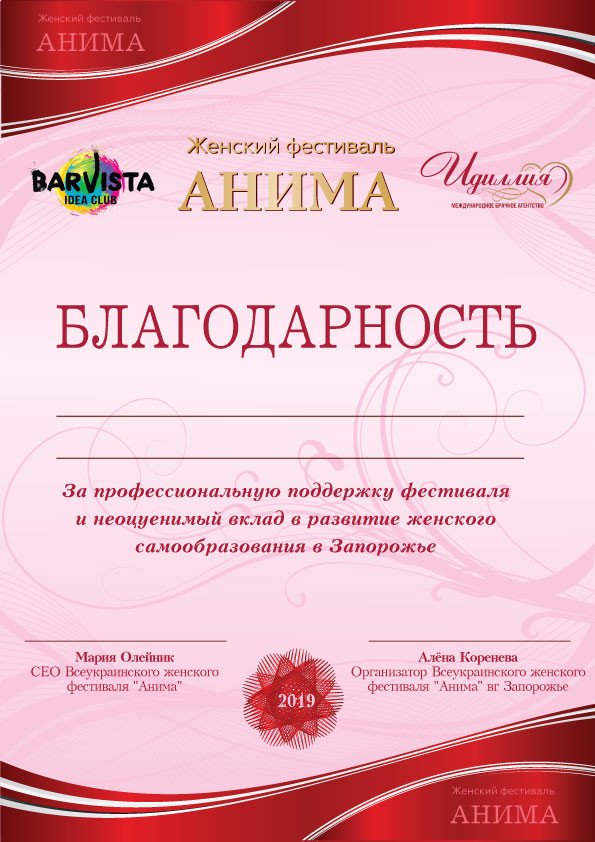 Женский фестиваль
АНИМА
BARVISTA
IDEA CLUB
Женский фестиваль
АНИМА
Идиллия
МЕЖДУНАРОДНОЕ БРАЧНОЕ АГЕНТСТВО
БЛАГОДАРНОСТЬ
За профессиональную поддержку фестиваля
и неоцуенимый вклад в развитие женского
самообразования в Запорожье
Мария Олейник
СЕО Всеукраинского женского
фестиваля "Анима"
Алёна Коренева
Организатор Всеукраинского женского
фестиваля "Анима" вг Запорожье
2019
Женский фестиваль
АНИМА